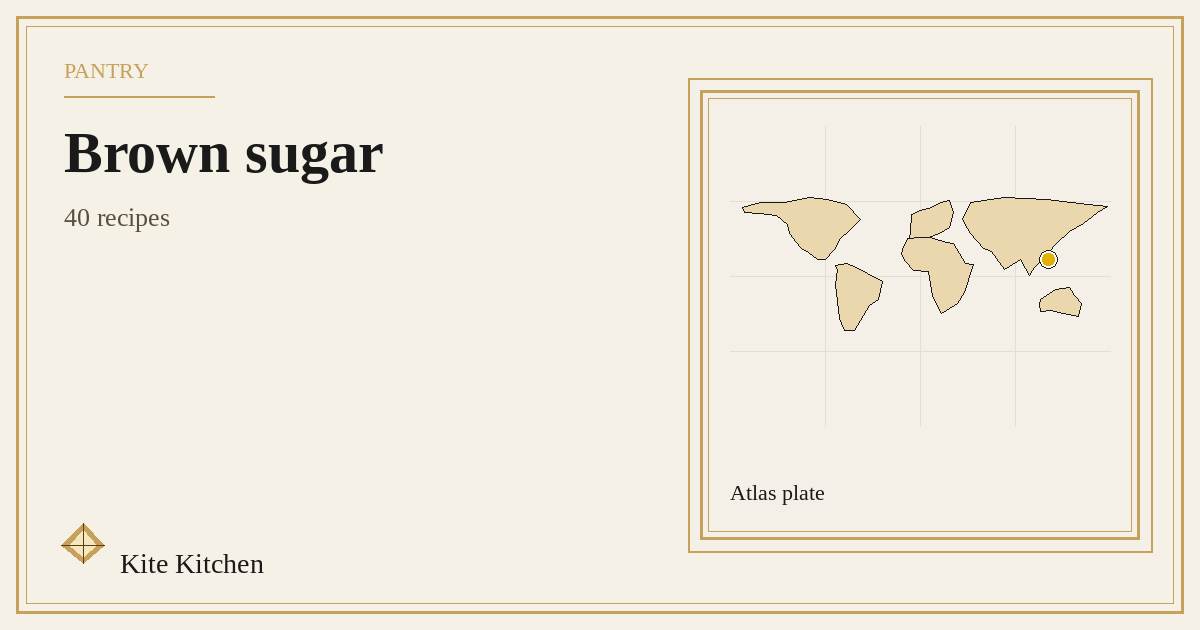 PANTRY
Brown sugar
40 recipes
Atlas plate
Kite Kitchen